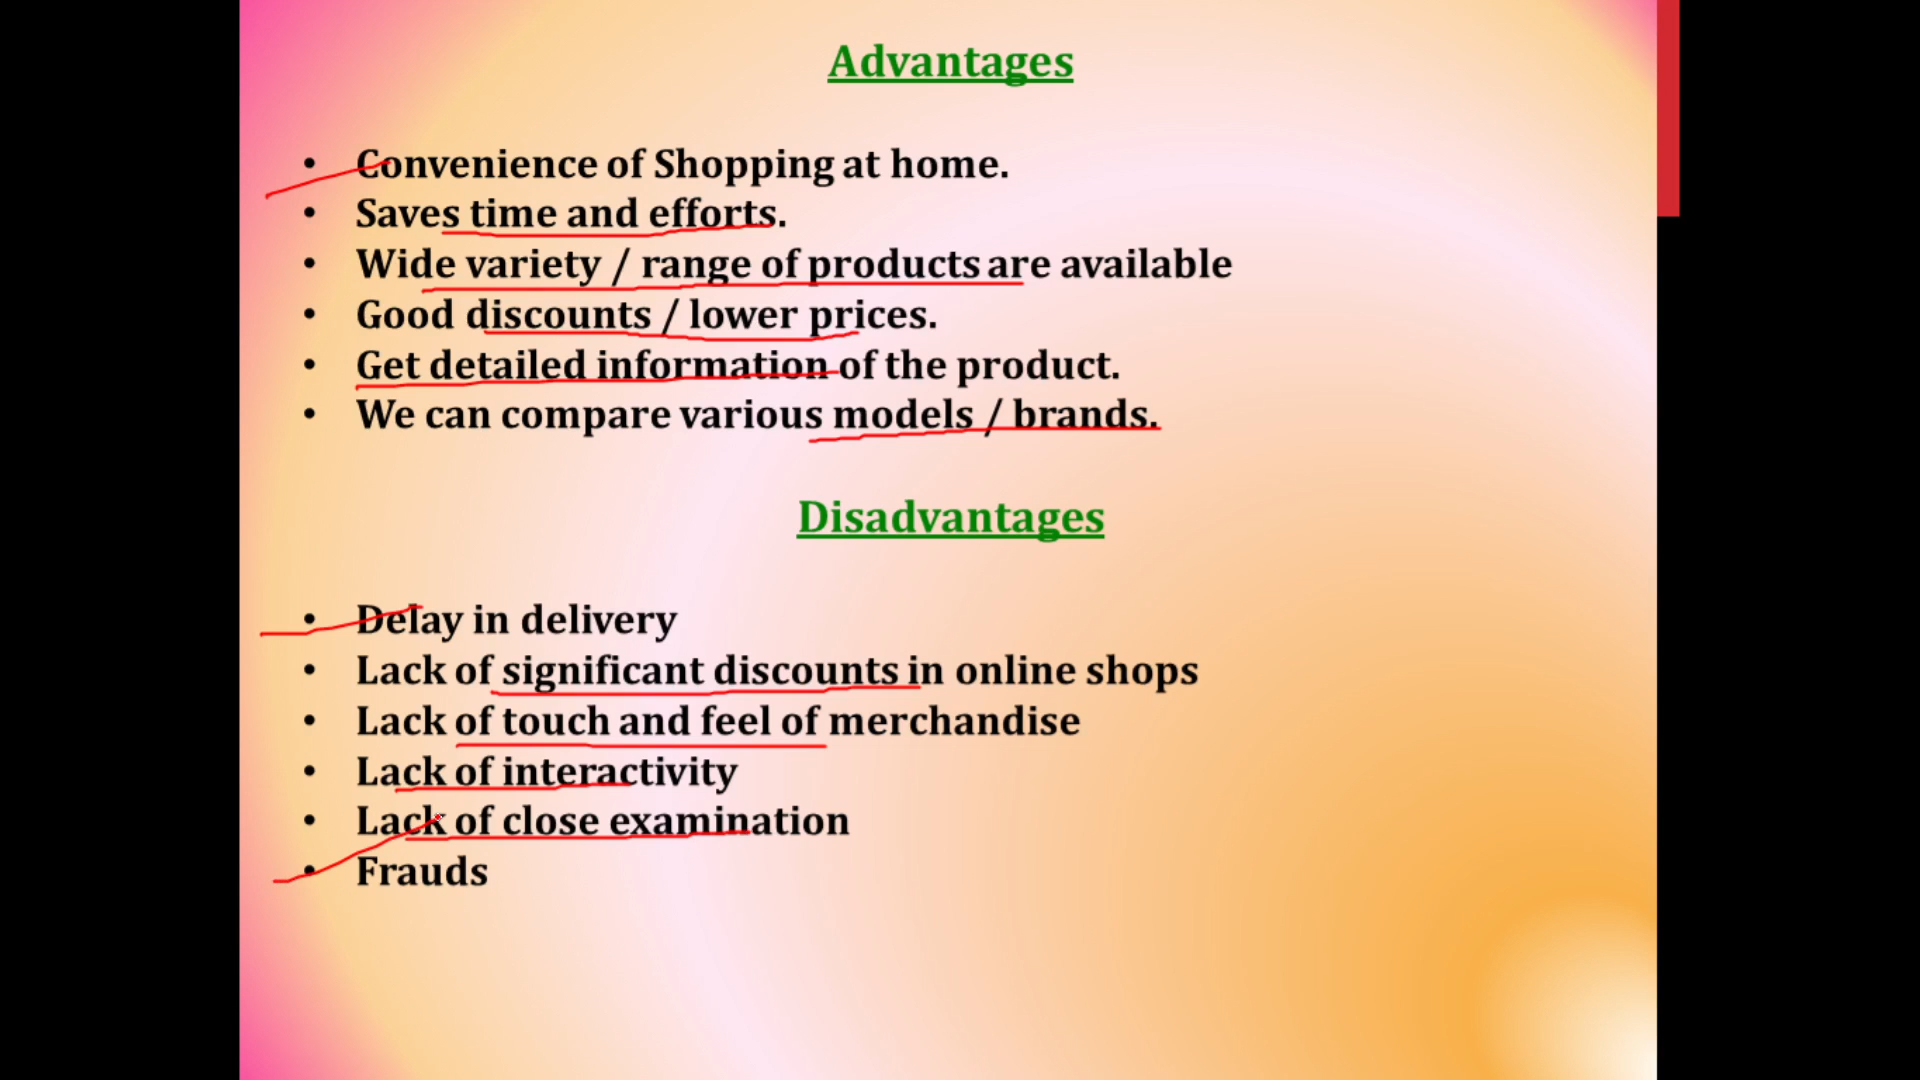 Advantages
• Convenience of Shopping at home.
• Saves time and efforts.
• Wide variety / range of products are available
• Good discounts / lower prices.
• Get detailed information of the product.
• We can compare various models / brands.
Disadvantages
• Delay in delivery
• Lack of significant discounts in online shops
• Lack of touch and feel of merchandise
• Lack of interactivity
• Lack of close examination
• Frauds